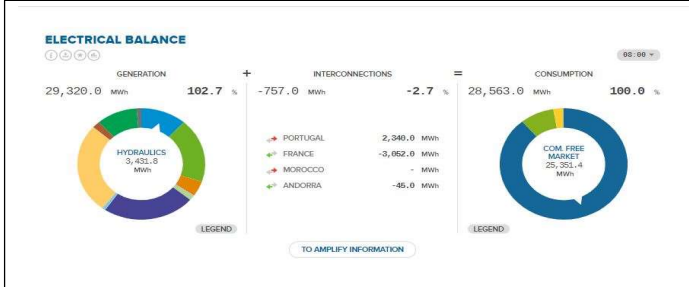 ELECTRICAL BALANCE
08:00
GENERATION + INTERCONNECTIONS = CONSUMPTION
29,320.0 MWh 102.7 % -757.0 MWh -2.7 % 28,563.0 MWh 100.0 %
HYDRAULICS
3,431.8
MWh
PORTUGAL 2,340.0 MWh
FRANCE -3,052.0 MWh
MOROCCO - MWh
ANDORRA -45.0 MWh
COM. FREE
MARKET
25,351.4
MWh
LEGEND
LEGEND
TO AMPLIFY INFORMATION